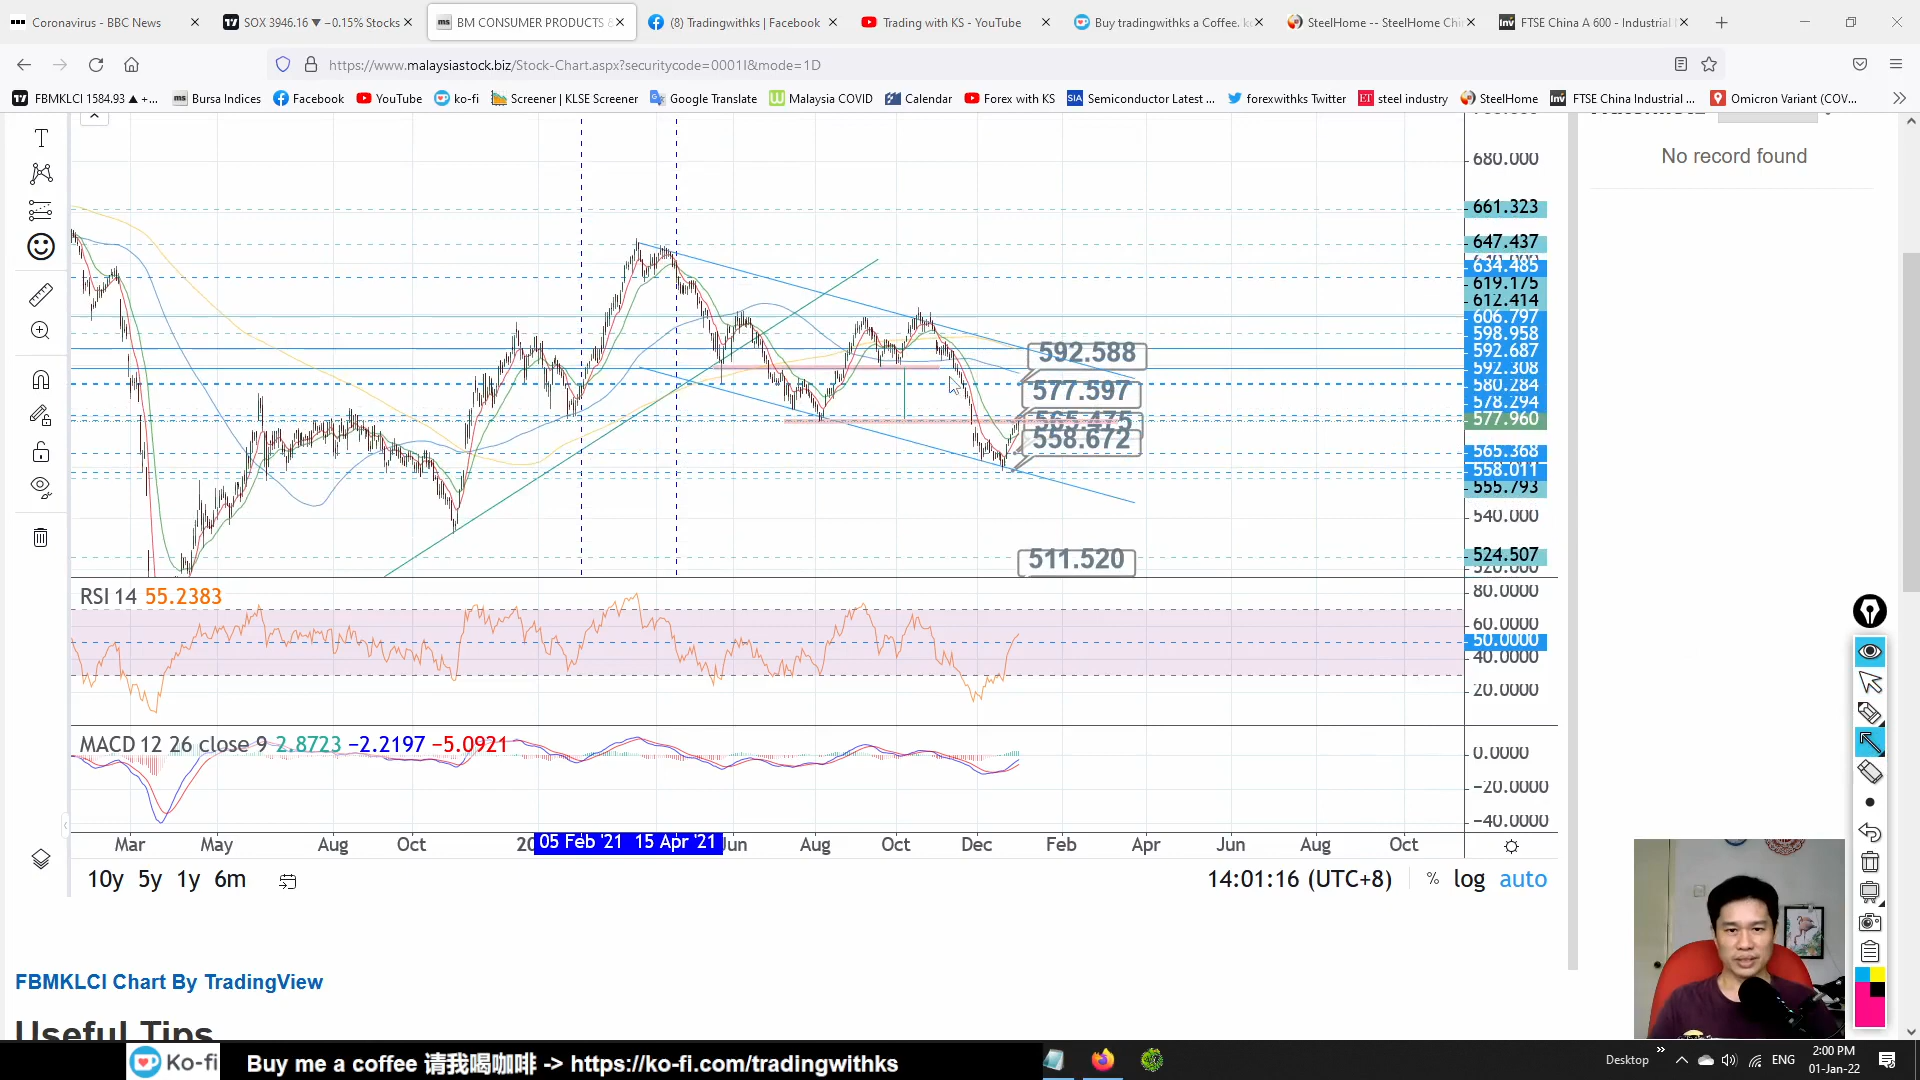 Coronavirus - BBC News
SOX 3946.16 ▼ −0.15% Stocks
BM CONSUMER PRODUCTS &
(8) Tradingwithks | Facebook
Trading with KS - YouTube
Buy tradingwithks a Coffee.
SteelHome -- SteelHome
FTSE China A 600 - Industrial
https://www.malaysiastock.biz/Stock-Chart.aspx?securitycode=0001I&mode=1D
FBMKLCI 1584.93 ▲ +...
Bursa Indices
Facebook
YouTube
ko-fi
Screener | KLSE Screener
Google Translate
Malaysia COVID
Calendar
Forex with KS
Semiconductor Latest ...
forexwithks Twitter
steel industry
SteelHome
FTSE China Industrial ...
Omicron Variant (COV...
No record found
680.000
661.323
647.437
634.485
619.175
612.414
606.797
598.958
592.687
592.308
580.284
578.294
577.960
565.368
558.011
555.793
540.000
524.507
520.000
592.588
577.597
565.475
558.672
511.520
RSI 14 55.2383
80.0000
60.0000
50.0000
40.0000
20.0000
MACD 12 26 close 9 2.8723 −2.2197 −5.0921
0.0000
−20.0000
−40.0000
Mar May Aug Oct 20 05 Feb '21 15 Apr '21 Jun Aug Oct Dec Feb Apr Jun Aug Oct
10y 5y 1y 6m
14:01:16 (UTC+8) % log auto
FBMKLCI Chart By TradingView
Useful Tips
Ko-fi
Buy me a coffee 请我喝咖啡 -> https://ko-fi.com/tradingwithks
Desktop
ENG
2:00 PM
01-Jan-22